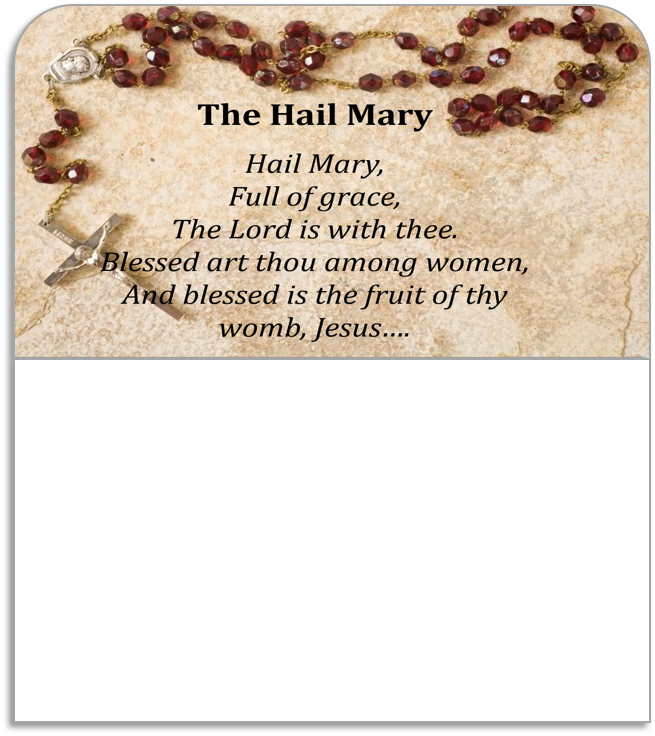 The Hail Mary
Hail Mary,
Full of grace,
The Lord is with thee.
Blessed art thou among women,
And blessed is the fruit of thy
womb, Jesus....